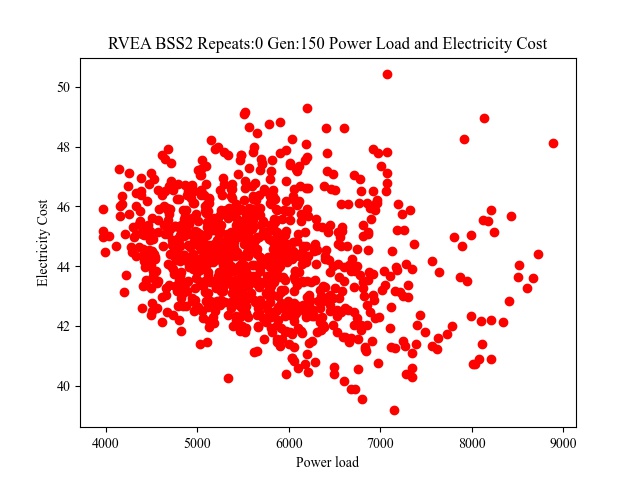 RVEA BSS2 Repeats:0 Gen:150 Power Load and Electricity Cost
50
48
46
44
42
40
Electricity Cost
4000 5000 6000 7000 8000 9000
Power load